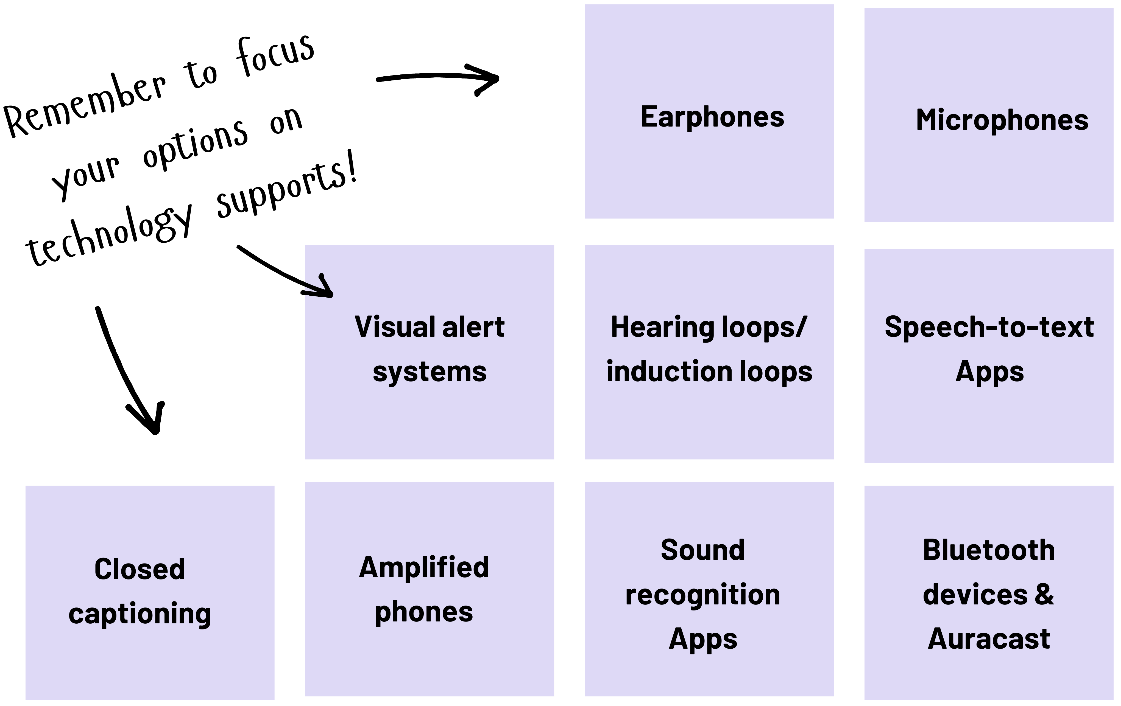 Remember to focus
your options on
technology supports!
Earphones
Microphones
Visual alert
systems
Hearing loops/
induction loops
Speech-to-text
Apps
Closed
captioning
Amplified
phones
Sound
recognition
Apps
Bluetooth
devices &
Auracast